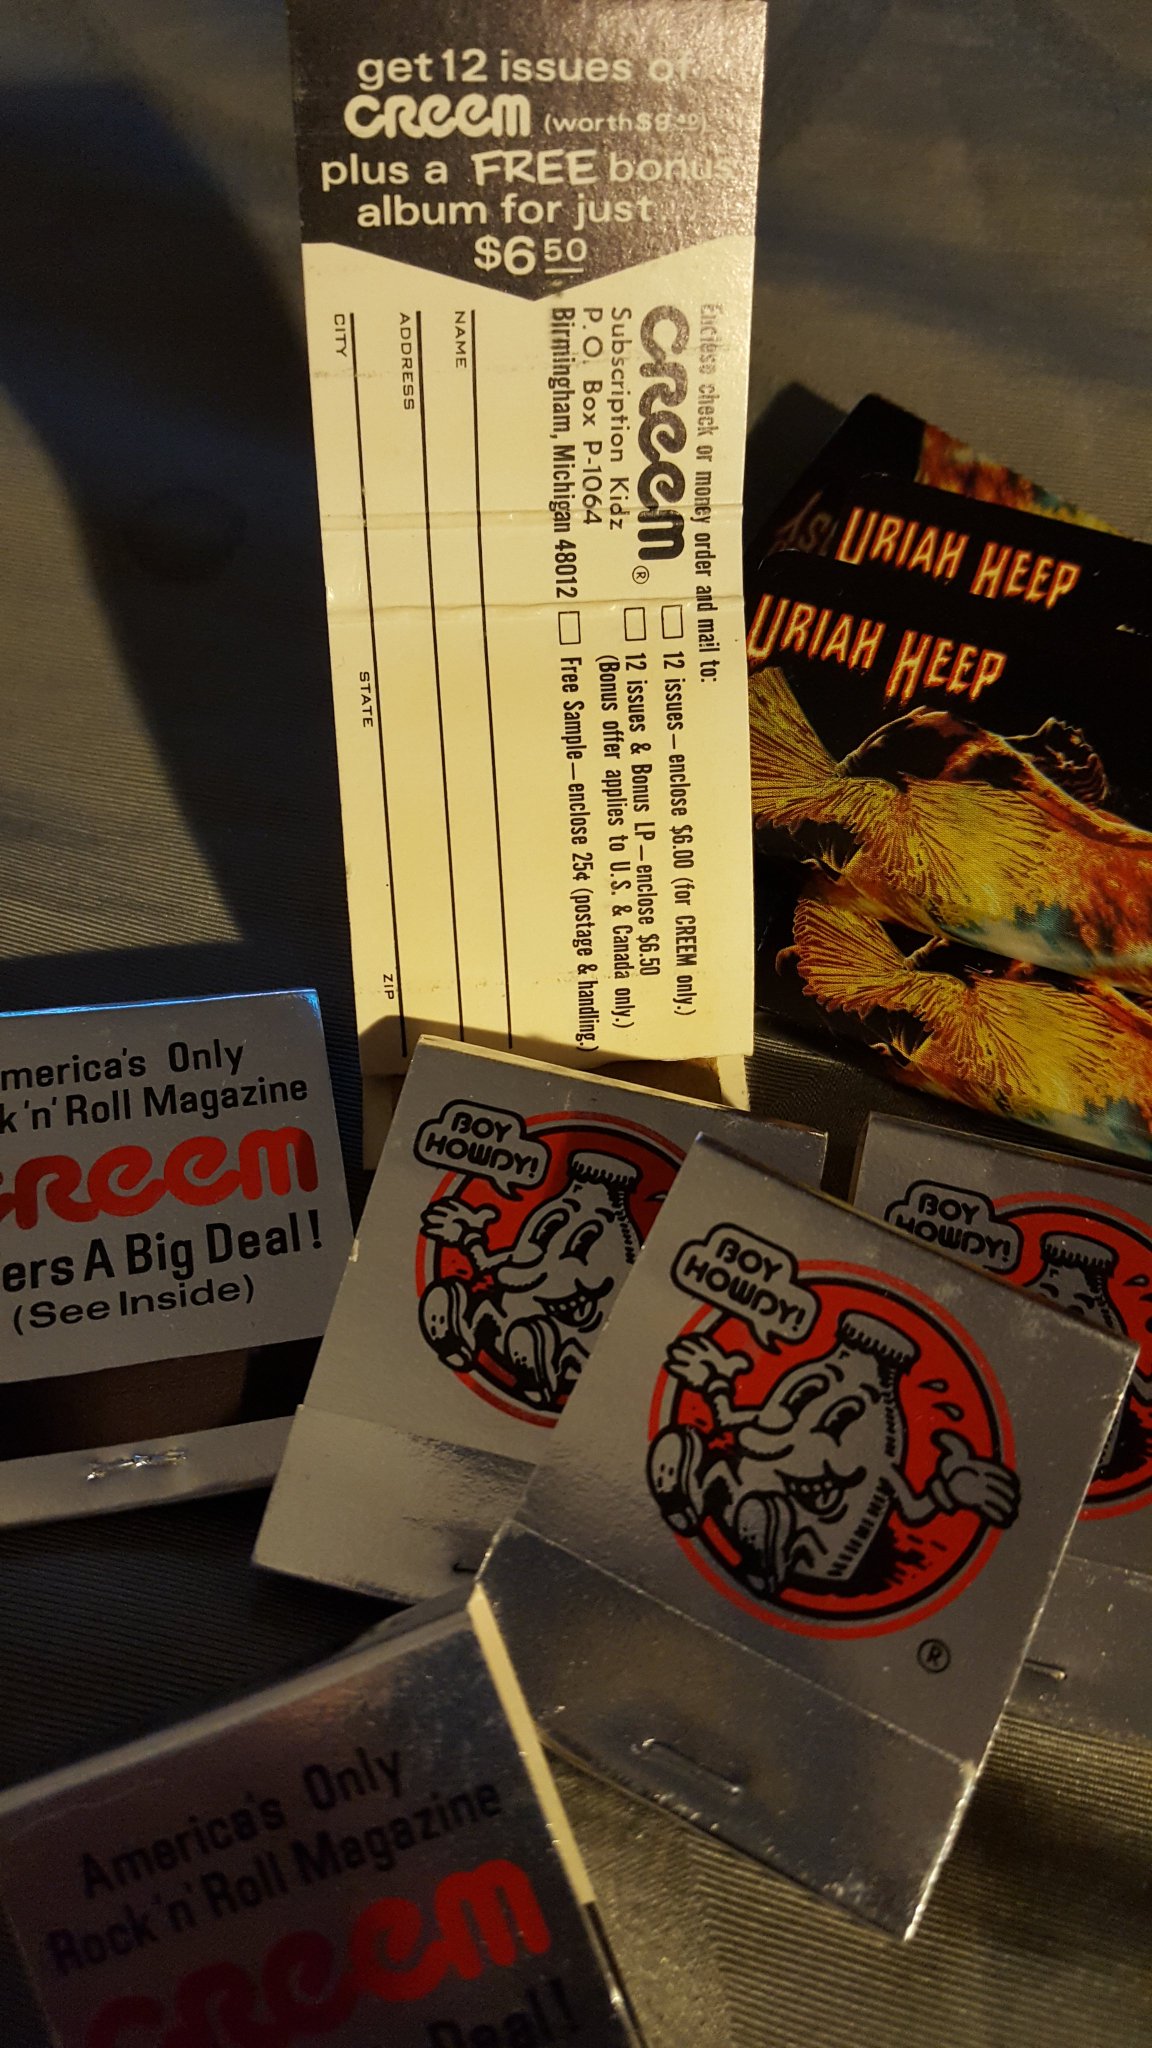 get 12 issues of
CREEM (worth
plus a FREE bonus
album for just
$6 50
Enclose check or money order and mail to:
CREEM ®
Subscription Kidz
P.O. Box P-1064
Birmingham, Michigan 48012
12 issues—enclose $6.00 (for CREEM only.)
12 issues & Bonus LP—enclose $6.50
(Bonus offer applies to U.S. & Canada only.)
Free Sample—enclose 25¢ (postage & handling.)
NAME
ADDRESS
CITY
STATE
ZIP
URIAH HEEP
URIAH HEEP
merica's Only
k 'n' Roll Magazine
CREEM
ers A Big Deal!
(See Inside)
BOY
HOWDY!
BOY
HOWDY!
®
BOY
HOWDY!
America's Only
Rock 'n' Roll Magazine
CREEM
Deal!